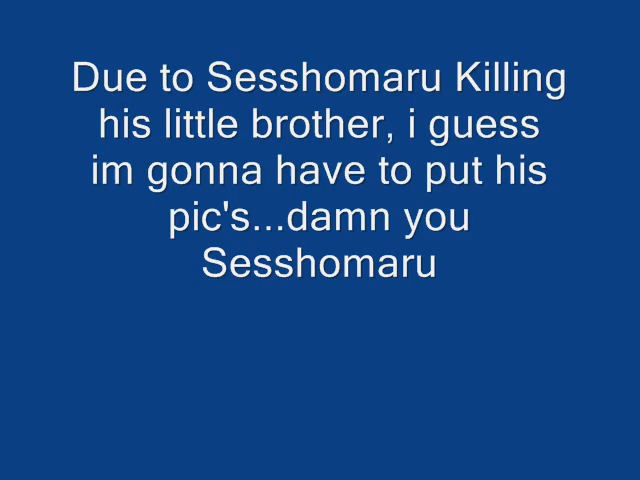 Due to Sesshomaru Killing
his little brother, i guess
im gonna have to put his
pic's...damn you
Sesshomaru